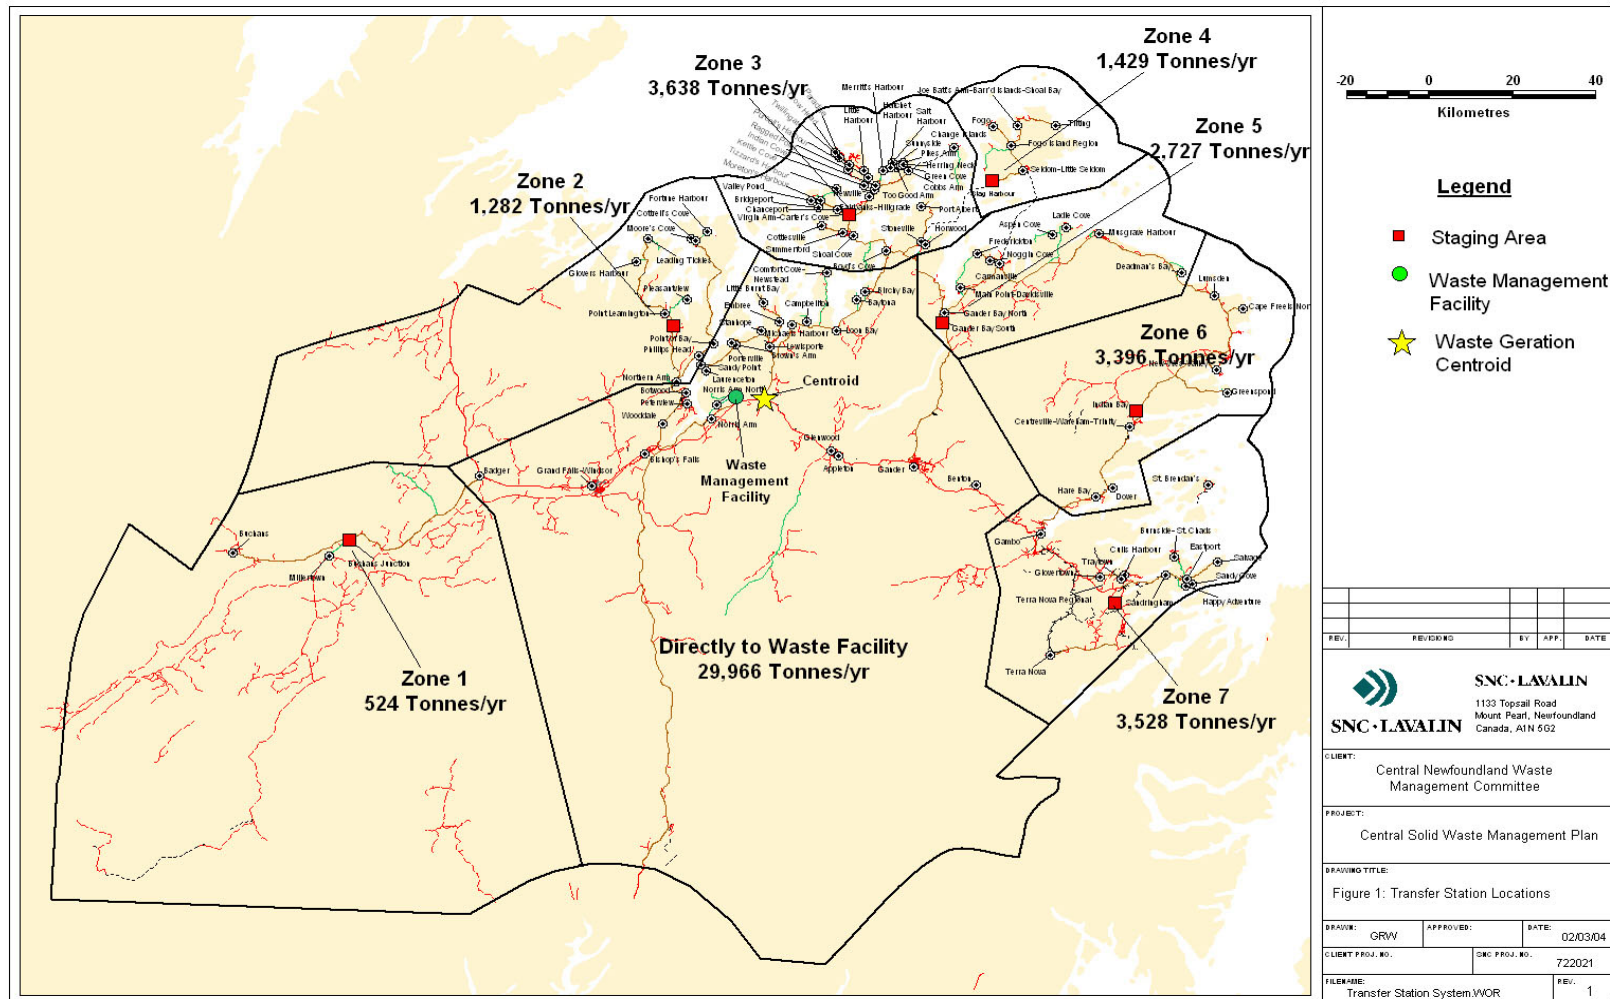 Zone 4
1,429 Tonnes/yr
Zone 3
3,638 Tonnes/yr
Zone 5
2,727 Tonnes/yr
Zone 2
1,282 Tonnes/yr
Merritt's Harbour
Joe Batt's Arm-Barr'd Islands-Shoal Bay
Little
Harbour
Hatchet
Harbour
Salt
Harbour
Change Islands
Fogo
Tilting
Fogo Island Region
Sunnyside
Pikes Arm
Herring Neck
Green Cove
Cobbs Arm
Seldom-Little Seldom
Stag Harbour
Indian Cove
Kettle Cove
Tizzard's Harbour
Moreton's Harbour
Valley Pond
Bridgeport
Chanceport
Newville
Too Good Arm
Virgin Arm-Carter's Cove
Port Albert
Cottlesville
Summerford
Stoneville
Horwood
Shoal Cove
Boyd's Cove
Fortune Harbour
Cottrell's Cove
Moore's Cove
Leading Tickles
Glovers Harbour
Pleasantview
Point Leamington
Point of Bay
Phillips Head
Northern Arm
Botwood
Peterview
Wooddale
Comfort Cove-
Newstead
Little Burnt Bay
Embree
Campbellton
Birchy Bay
Baytona
Stanhope
Michaels Harbour
Loon Bay
Lewisporte
Brown's Arm
Porterville
Sandy Point
Laurenceton
Norris Arm North
Norris Arm
Centroid
Aspen Cove
Ladle Cove
Musgrave Harbour
Fredrickton
Noggin Cove
Carmanville
Deadman's Bay
Lumsden
Main Point-Davidsville
Gander Bay North
Gander Bay South
Cape Freels North
Zone 6
3,396 Tonnes/yr
Greenspond
Indian Bay
Centreville-Wareham-Trinity
Hare Bay
Dover
St. Brendan's
Glenwood
Appleton
Gander
Benton
Bishop's Falls
Grand Falls-Windsor
Badger
Waste
Management
Facility
Buchans
Buchans Junction
Millertown
Gambo
Burnside-St. Chads
Culls Harbour
Eastport
Salvage
Traytown
Glovertown
Sandy Cove
Terra Nova Regional
Sandringham
Happy Adventure
Terra Nova
Directly to Waste Facility
29,966 Tonnes/yr
Zone 1
524 Tonnes/yr
Zone 7
3,528 Tonnes/yr
-20 0 20 40
Kilometres
Legend
Staging Area
Waste Management
Facility
Waste Geration
Centroid
REV. REVISIONS BY APP. DATE
SNC•LAVALIN
SNC•LAVALIN
1133 Topsail Road
Mount Pearl, Newfoundland
Canada, A1N 5G2
CLIENT:
Central Newfoundland Waste
Management Committee
PROJECT:
Central Solid Waste Management Plan
DRAWING TITLE:
Figure 1: Transfer Station Locations
DRAWN: GRW APPROVED: DATE: 02/03/04
CLIENT PROJ. NO. SNC PROJ. NO. 722021
FILENAME: Transfer Station System.WOR REV. 1